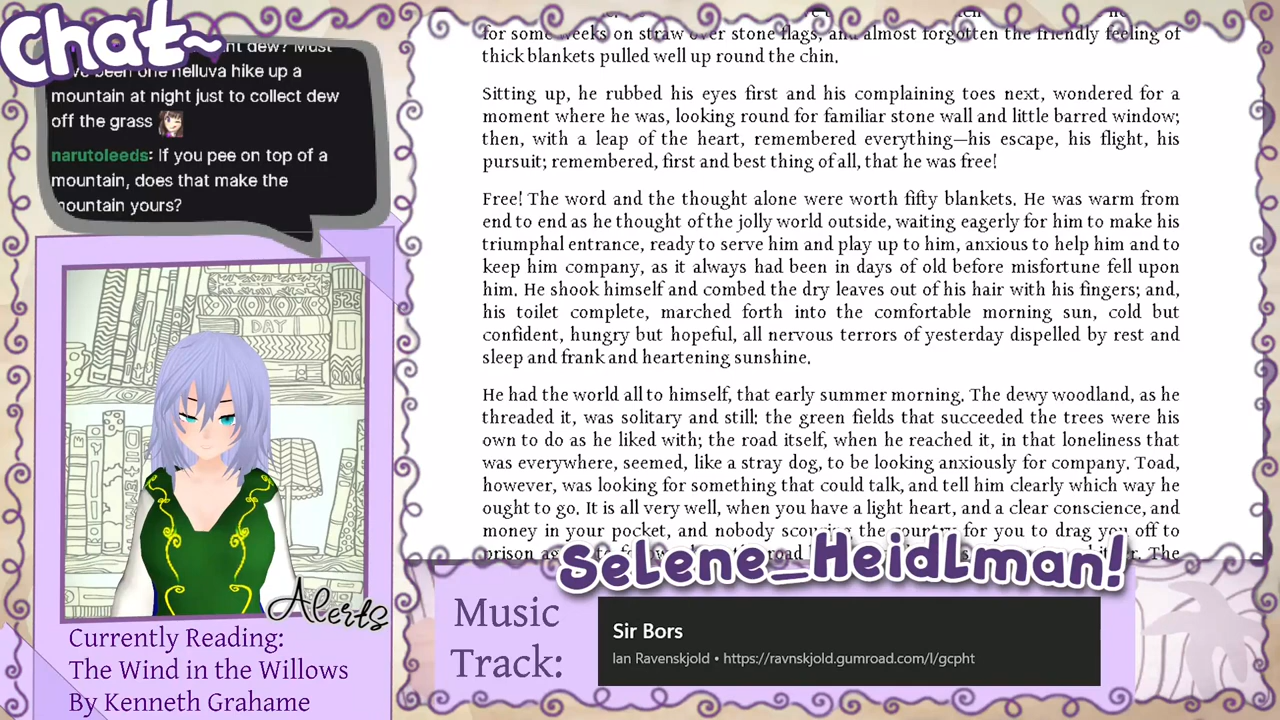 Chat~
dew? Must
been one helluva hike up a
mountain at night just to collect dew
off the grass
narutoleeds: If you pee on top of a
mountain, does that make the
mountain yours?
DAY
Alerts
Currently Reading:
The Wind in the Willows
By Kenneth Grahame
for some weeks on straw over stone flags, and almost forgotten the friendly feeling of
thick blankets pulled well up round the chin.
Sitting up, he rubbed his eyes first and his complaining toes next, wondered for a
moment where he was, looking round for familiar stone wall and little barred window;
then, with a leap of the heart, remembered everything—his escape, his flight, his
pursuit; remembered, first and best thing of all, that he was free!
Free! The word and the thought alone were worth fifty blankets. He was warm from
end to end as he thought of the jolly world outside, waiting eagerly for him to make his
triumphal entrance, ready to serve him and play up to him, anxious to help him and to
keep him company, as it always had been in days of old before misfortune fell upon
him. He shook himself and combed the dry leaves out of his hair with his fingers; and,
his toilet complete, marched forth into the comfortable morning sun, cold but
confident, hungry but hopeful, all nervous terrors of yesterday dispelled by rest and
sleep and frank and heartening sunshine.
He had the world all to himself, that early summer morning. The dewy woodland, as he
threaded it, was solitary and still: the green fields that succeeded the trees were his
own to do as he liked with; the road itself, when he reached it, in that loneliness that
was everywhere, seemed, like a stray dog, to be looking anxiously for company. Toad,
however, was looking for something that could talk, and tell him clearly which way he
ought to go. It is all very well, when you have a light heart, and a clear conscience, and
money in your pocket, and nobody scouring the country for you to drag you off to
prison
road
The
Selene_Heidlman!
Music
Track:
Sir Bors
Ian Ravenskjold • https://ravnskjold.gumroad.com/l/gcpht